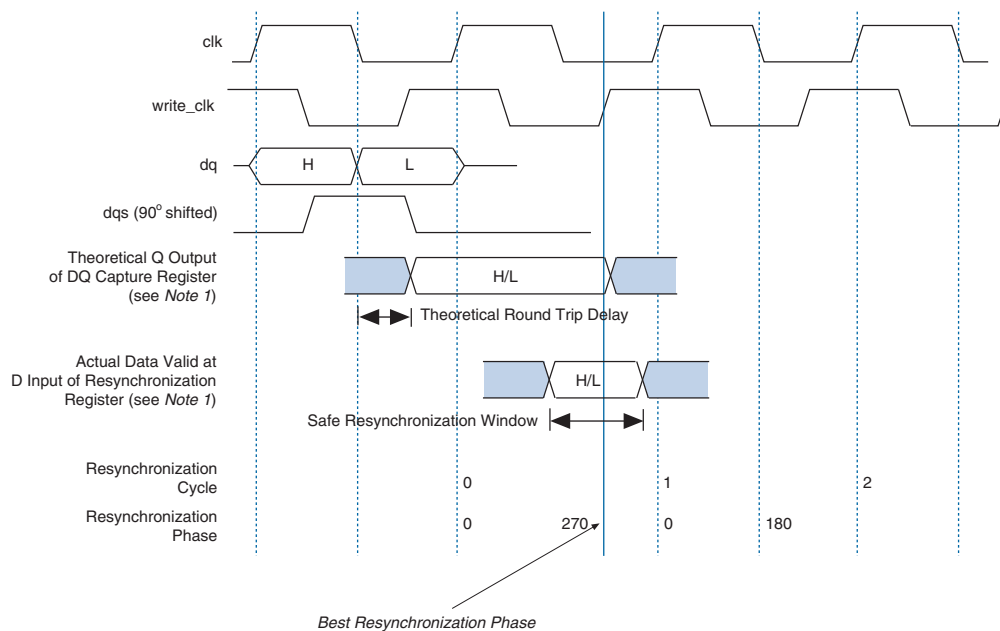 clk
write_clk
dq
H
L
dqs (90° shifted)
Theoretical Q Output
of DQ Capture Register
(see Note 1)
H/L
Theoretical Round Trip Delay
Actual Data Valid at
D Input of Resynchronization
Register (see Note 1)
H/L
Safe Resynchronization Window
Resynchronization
Cycle
0
1
2
Resynchronization
Phase
0
270
0
180
Best Resynchronization Phase